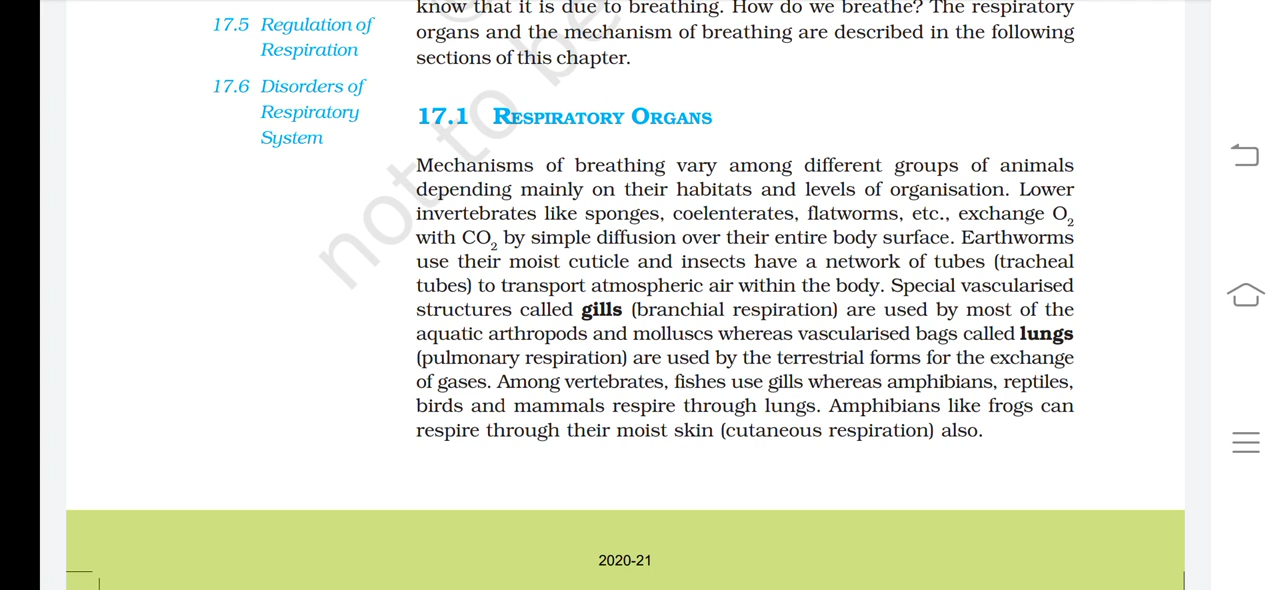 17.5 Regulation of
Respiration
17.6 Disorders of
Respiratory
System
know that it is due to breathing. How do we breathe? The respiratory
organs and the mechanism of breathing are described in the following
sections of this chapter.
17.1 RESPIRATORY ORGANS
Mechanisms of breathing vary among different groups of animals
depending mainly on their habitats and levels of organisation. Lower
invertebrates like sponges, coelenterates, flatworms, etc., exchange O₂
with CO₂ by simple diffusion over their entire body surface. Earthworms
use their moist cuticle and insects have a network of tubes (tracheal
tubes) to transport atmospheric air within the body. Special vascularised
structures called gills (branchial respiration) are used by most of the
aquatic arthropods and molluscs whereas vascularised bags called lungs
(pulmonary respiration) are used by the terrestrial forms for the exchange
of gases. Among vertebrates, fishes use gills whereas amphibians, reptiles,
birds and mammals respire through lungs. Amphibians like frogs can
respire through their moist skin (cutaneous respiration) also.
not to be
2020-21